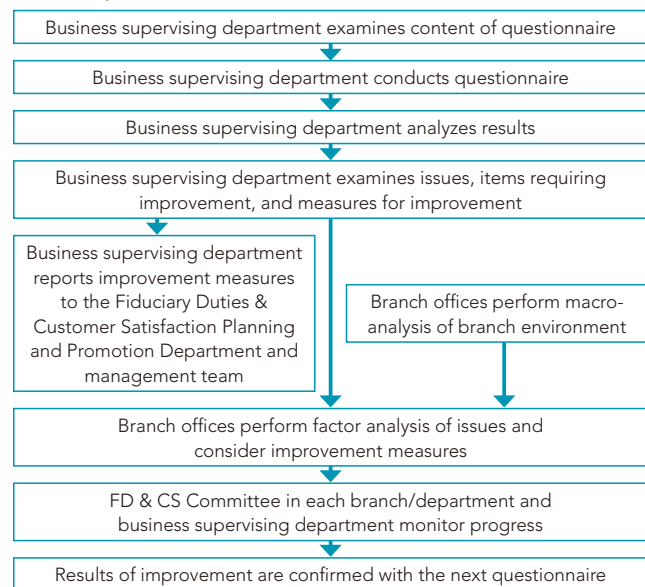 Business supervising department examines content of questionnaire
Business supervising department conducts questionnaire
Business supervising department analyzes results
Business supervising department examines issues, items requiring
improvement, and measures for improvement
Business supervising department
reports improvement measures
to the Fiduciary Duties &
Customer Satisfaction Planning
and Promotion Department and
management team
Branch offices perform macro-
analysis of branch environment
Branch offices perform factor analysis of issues and
consider improvement measures
FD & CS Committee in each branch/department and
business supervising department monitor progress
Results of improvement are confirmed with the next questionnaire